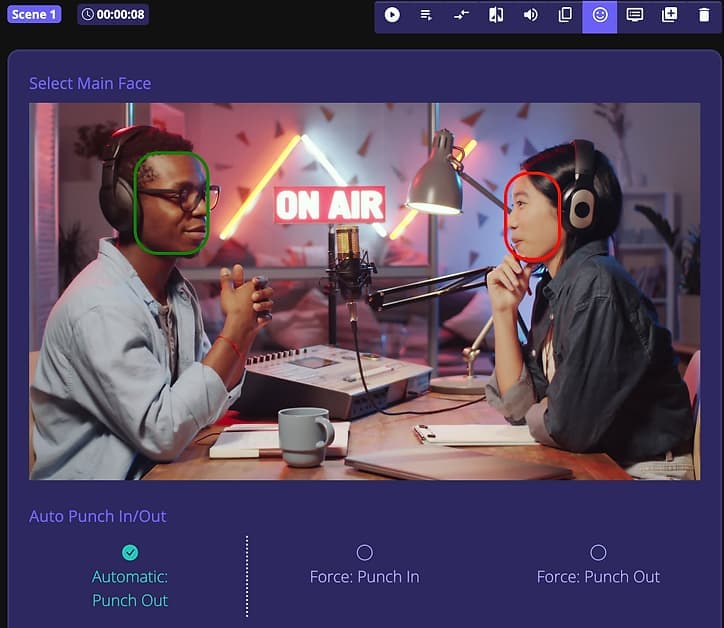 Scene 1
00:00:08
Select Main Face
ON AIR
Auto Punch In/Out
Automatic:
Punch Out
Force: Punch In
Force: Punch Out